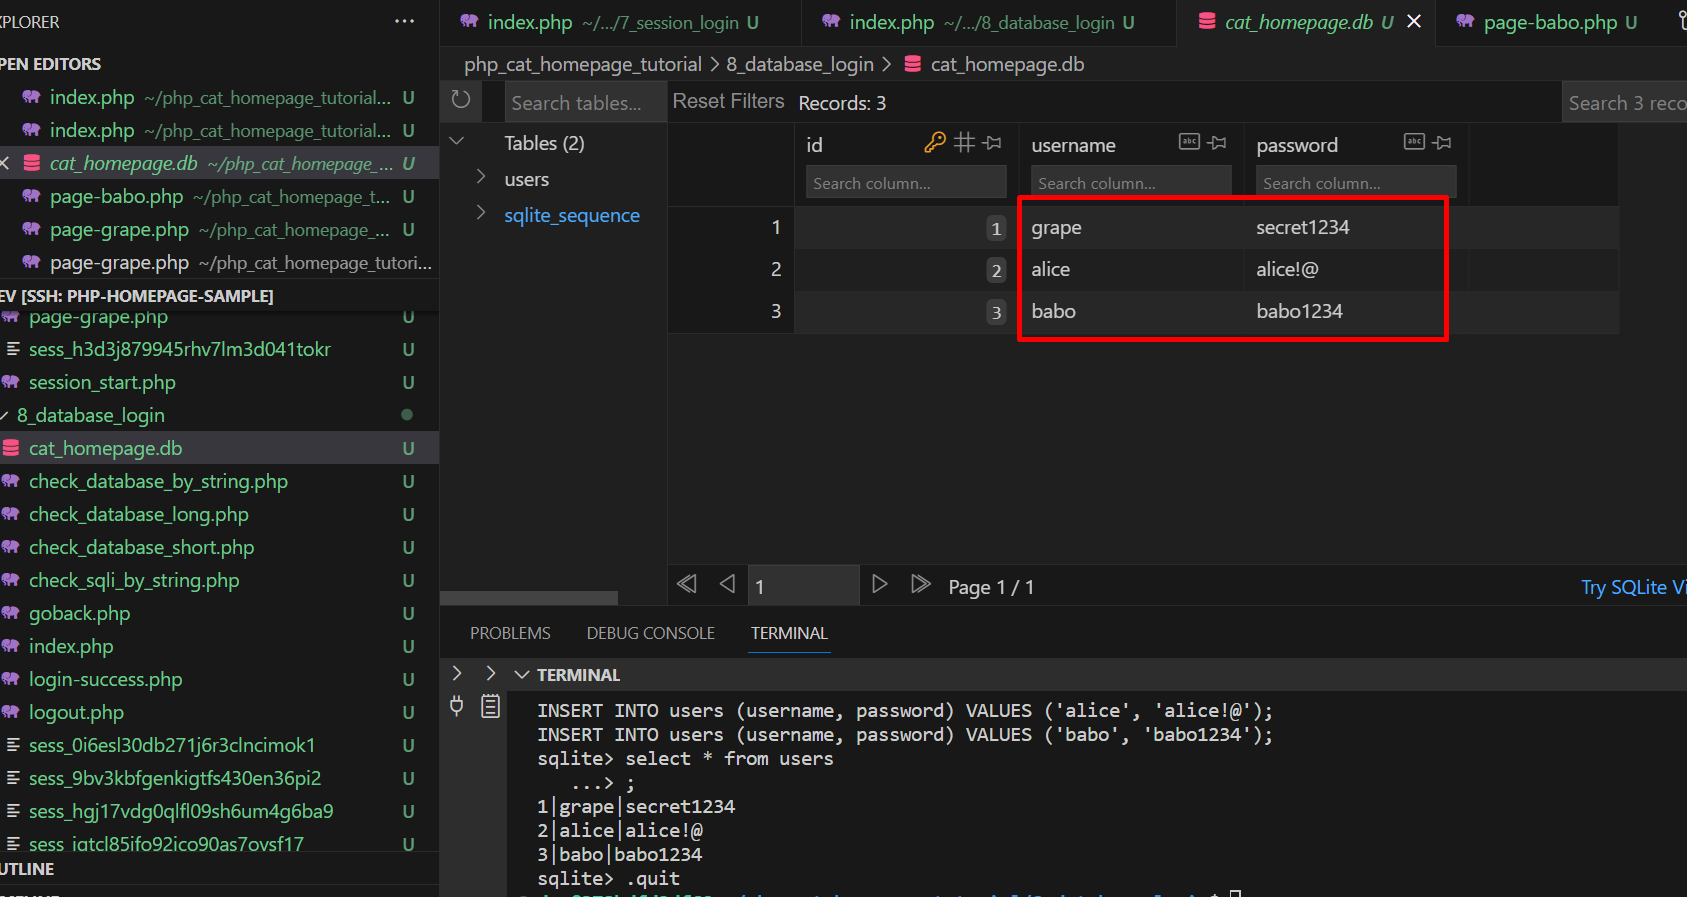 XPLORER
PEN EDITORS
index.php ~/php_cat_homepage_tutorial... U
index.php ~/php_cat_homepage_tutorial... U
cat_homepage.db ~/php_cat_homepage_... U
page-babo.php ~/php_cat_homepage_t... U
page-grape.php ~/php_cat_homepage_... U
page-grape.php ~/php_cat_homepage_tutori...
EV [SSH: PHP-HOMEPAGE-SAMPLE]
page-grape.php U
sess_h3d3j879945rhv7lm3d041tokr U
session_start.php U
8_database_login
cat_homepage.db U
check_database_by_string.php U
check_database_long.php U
check_database_short.php U
check_sqli_by_string.php U
goback.php U
index.php U
login-success.php U
logout.php U
sess_0i6esl30db271j6r3clncimok1 U
sess_9bv3kbfgenkigtfs430en36pi2 U
sess_hgj17vdg0qlfl09sh6um4g6ba9 U
U
UTLINE
index.php ~/.../7_session_login U
index.php ~/.../8_database_login U
cat_homepage.db U
page-babo.php U
php_cat_homepage_tutorial > 8_database_login > cat_homepage.db
Search tables...
Reset Filters Records: 3
Search 3 reco
Tables (2)
users
sqlite_sequence
id username password
Search column... Search column... Search column...
1 1 grape secret1234
2 2 alice alice!@
3 3 babo babo1234
1 Page 1 / 1
Try SQLite Vi
PROBLEMS DEBUG CONSOLE TERMINAL
TERMINAL
INSERT INTO users (username, password) VALUES ('alice', 'alice!@');
INSERT INTO users (username, password) VALUES ('babo', 'babo1234');
sqlite> select * from users
...> ;
1|grape|secret1234
2|alice|alice!@
3|babo|babo1234
sqlite> .quit